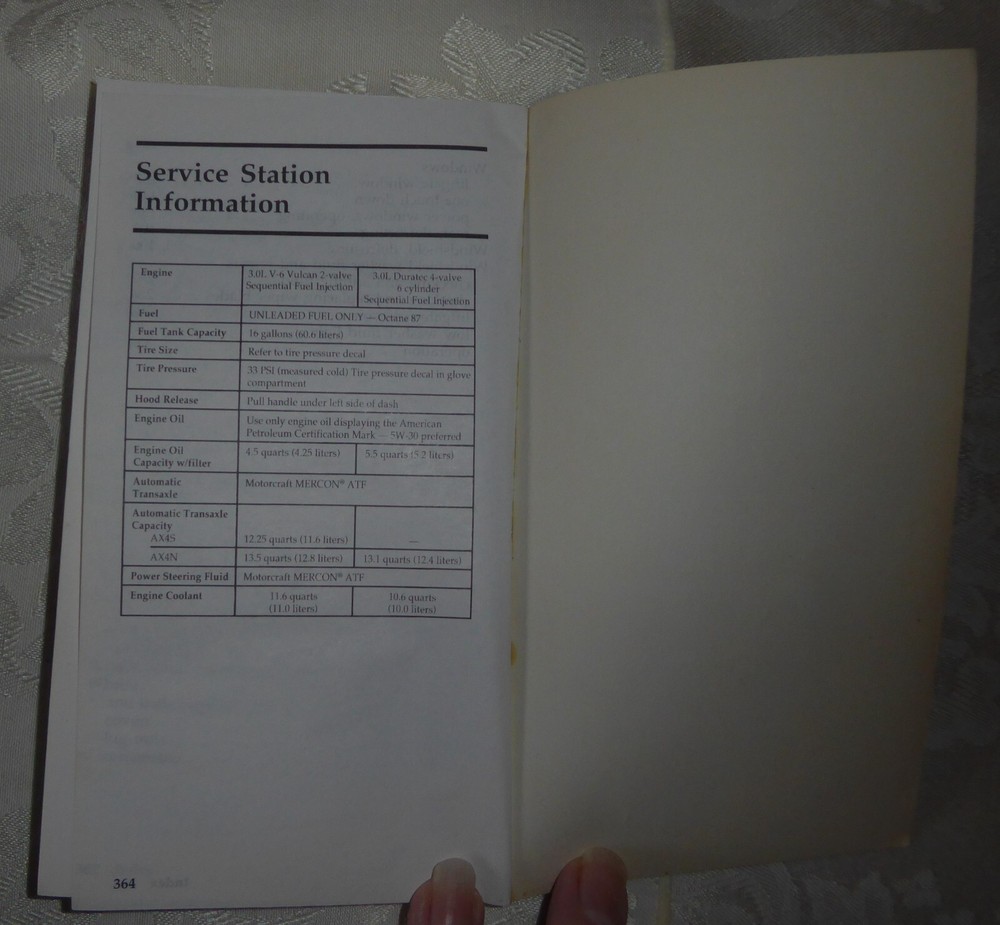 Service Station
Information
Engine
3.0L V-6 Vulcan 2-valve
Sequential Fuel Injection
3.0L Duratec 4-valve
6 cylinder
Sequential Fuel Injection
Fuel
UNLEADED FUEL ONLY — Octane 87
Fuel Tank Capacity
16 gallons (60.6 liters)
Tire Size
Refer to tire pressure decal
Tire Pressure
33 PSI (measured cold) Tire pressure decal in glove
compartment
Hood Release
Pull handle under left side of dash
Engine Oil
Use only engine oil displaying the American
Petroleum Certification Mark — 5W-30 preferred
Engine Oil
Capacity w/filter
4.5 quarts (4.25 liters)
5.5 quarts (5.2 liters)
Automatic
Transaxle
Motorcraft MERCON® ATF
Automatic Transaxle
Capacity
AX4S
12.25 quarts (11.6 liters)
—
AX4N
13.5 quarts (12.8 liters)
13.1 quarts (12.4 liters)
Power Steering Fluid
Motorcraft MERCON® ATF
Engine Coolant
11.6 quarts
(11.0 liters)
10.6 quarts
(10.0 liters)
364